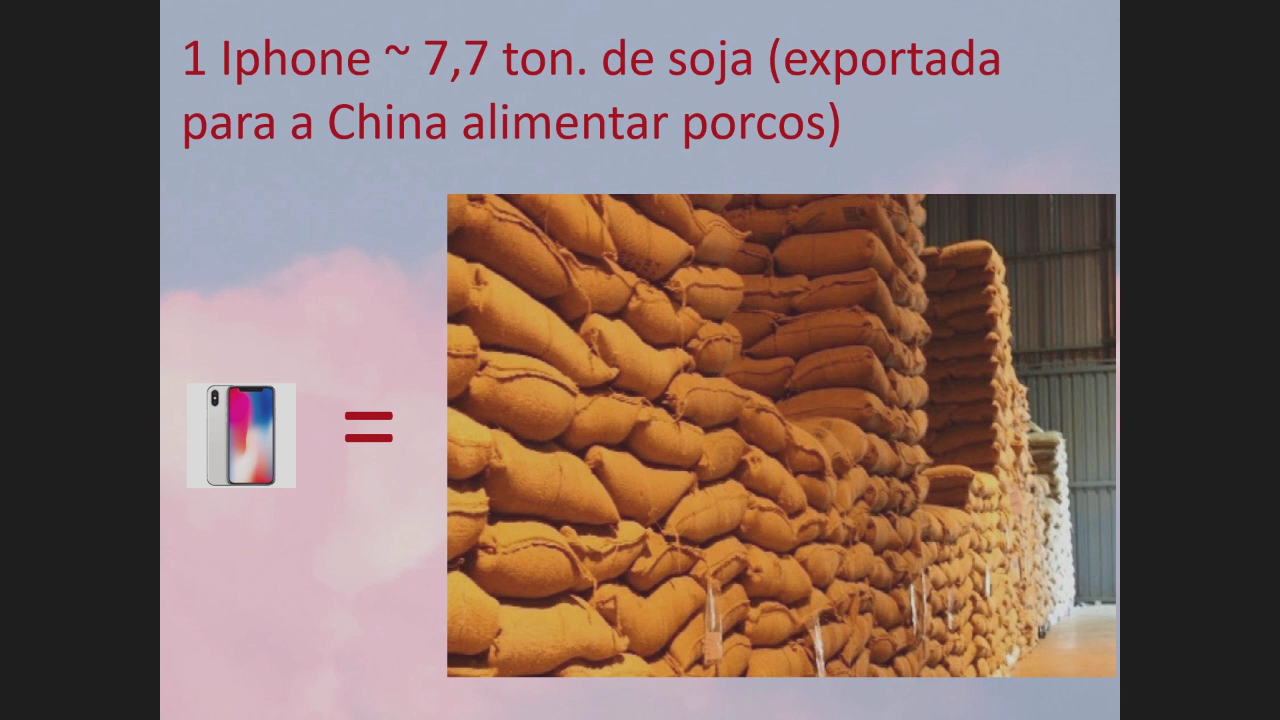 1 Iphone ~ 7,7 ton. de soja (exportada
para a China alimentar porcos)
=